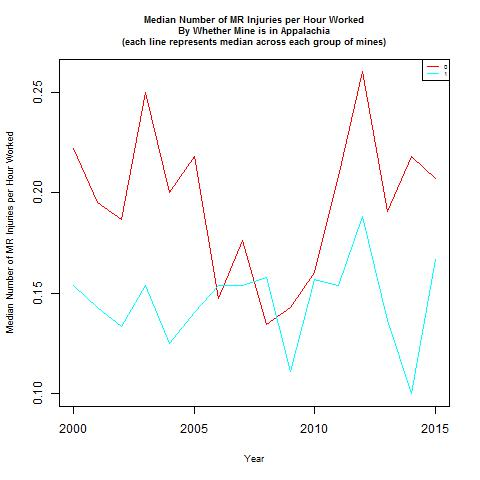 Median Number of MR Injuries per Hour Worked
By Whether Mine is in Appalachia
(each line represents median across each group of mines)
0
1
Median Number of MR Injuries per Hour Worked
0.25
0.20
0.15
0.10
2000
2005
2010
2015
Year